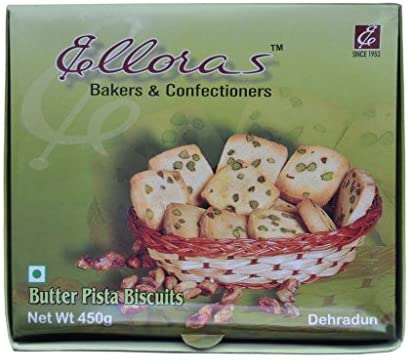 Elloras™
SINCE 1953
Bakers & Confectioners
Butter Pista Biscuits
Net Wt 450g
Dehradun